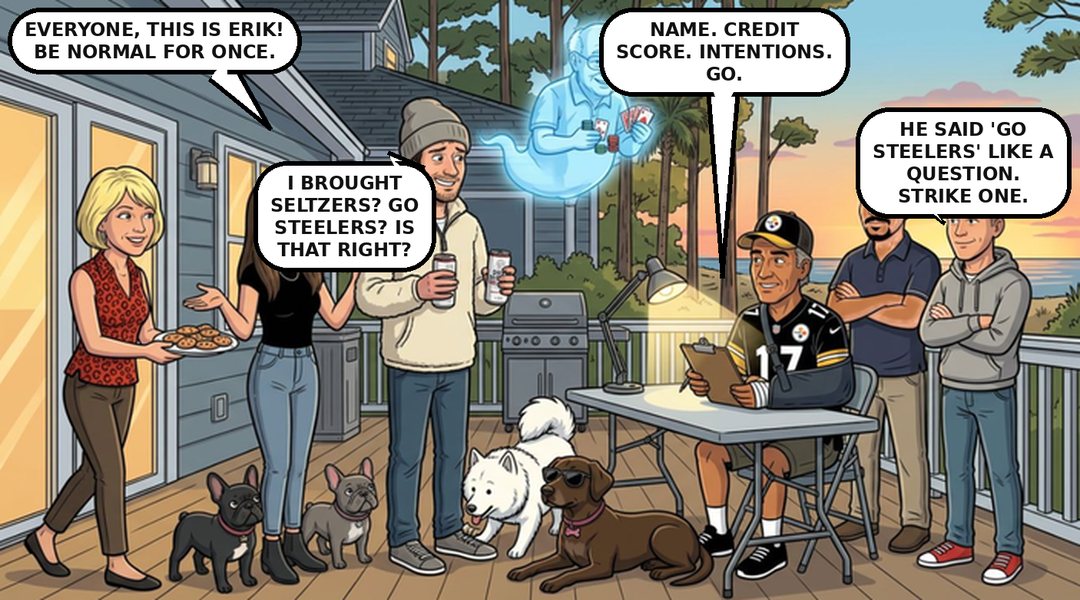 EVERYONE, THIS IS ERIK!
BE NORMAL FOR ONCE.
I BROUGHT
SELTZERS? GO
STEELERS? IS
THAT RIGHT?
NAME. CREDIT
SCORE. INTENTIONS.
GO.
HE SAID 'GO
STEELERS' LIKE A
QUESTION.
STRIKE ONE.
17